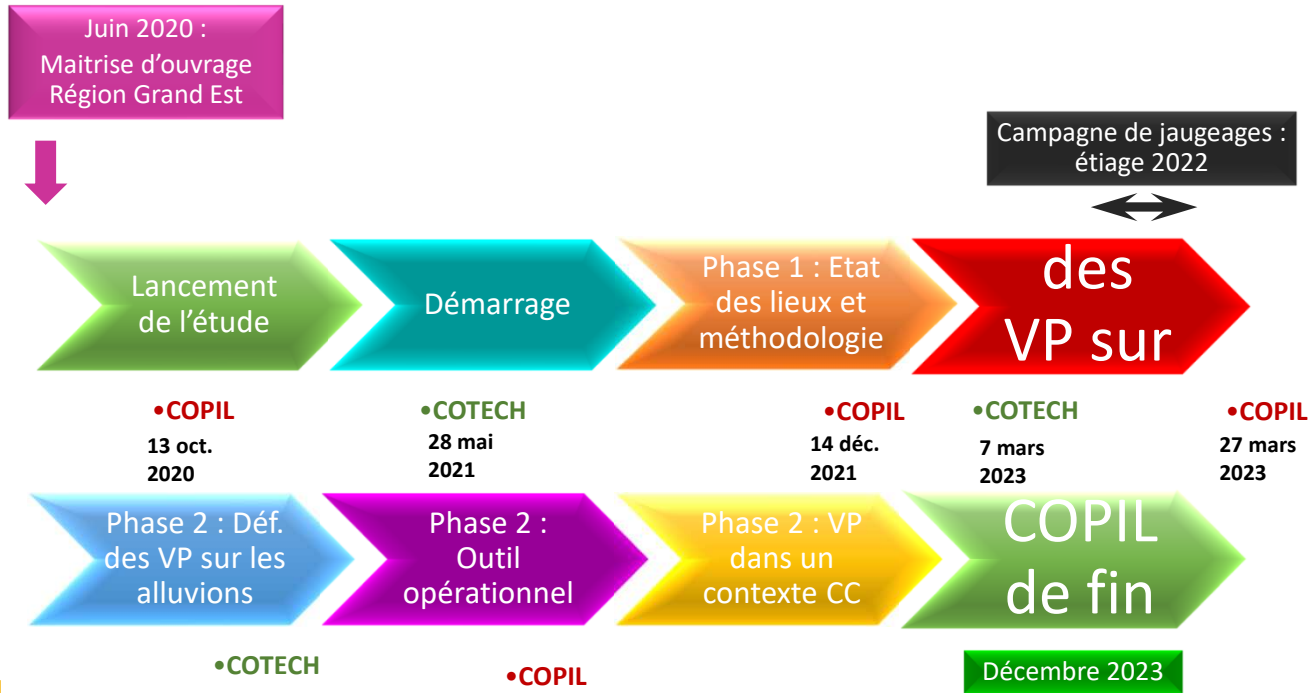 Juin 2020 :
Maitrise d'ouvrage
Région Grand Est
Campagne de jaugeages :
étiage 2022
Lancement
de l'étude
Démarrage
Phase 1 : Etat
des lieux et
méthodologie
des
VP sur
•COPIL
13 oct.
2020
•COTECH
28 mai
2021
•COPIL
14 déc.
2021
•COTECH
7 mars
2023
•COPIL
27 mars
2023
Phase 2 : Déf.
des VP sur les
alluvions
Phase 2 :
Outil
opérationnel
Phase 2 : VP
dans un
contexte CC
COPIL
de fin
•COTECH
•COPIL
Décembre 2023